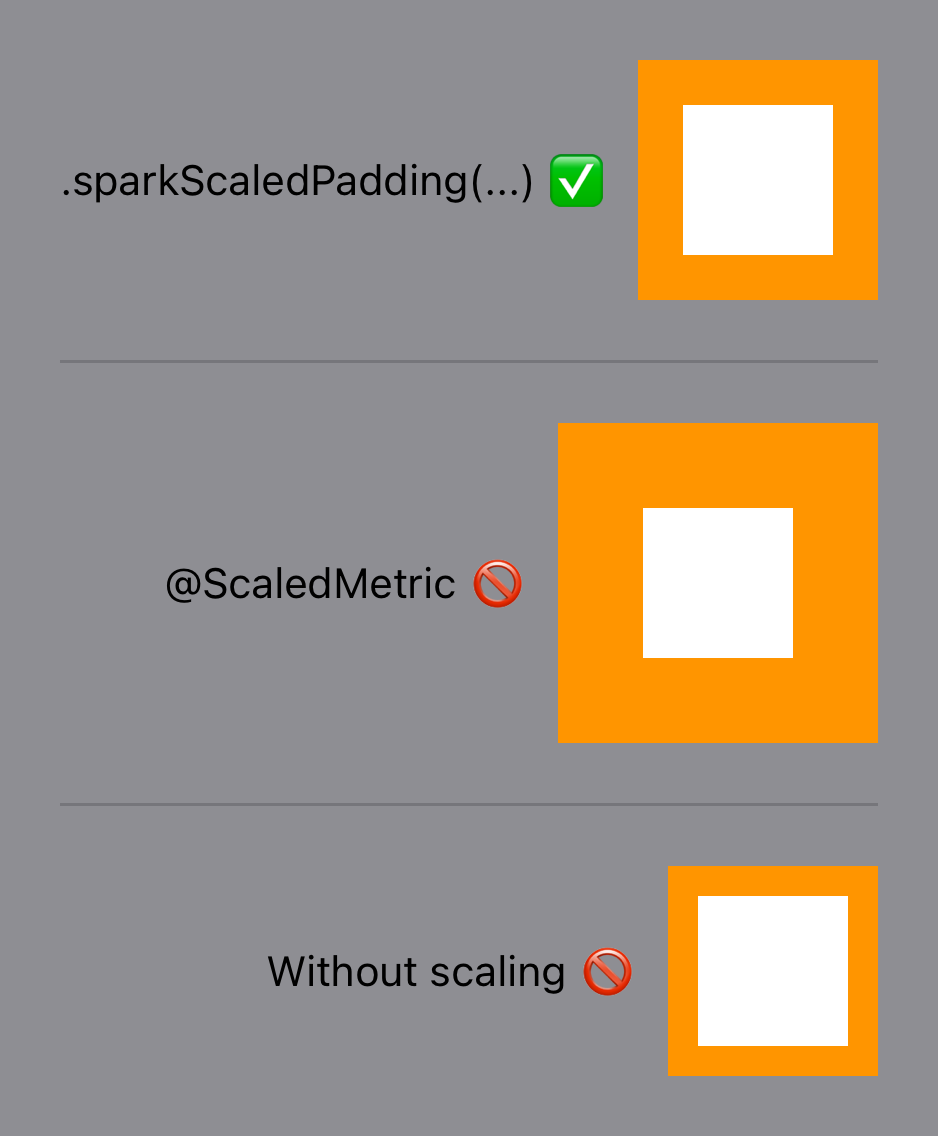 .sparkScaledPadding(...) ✅
@ScaledMetric 🚫
Without scaling 🚫